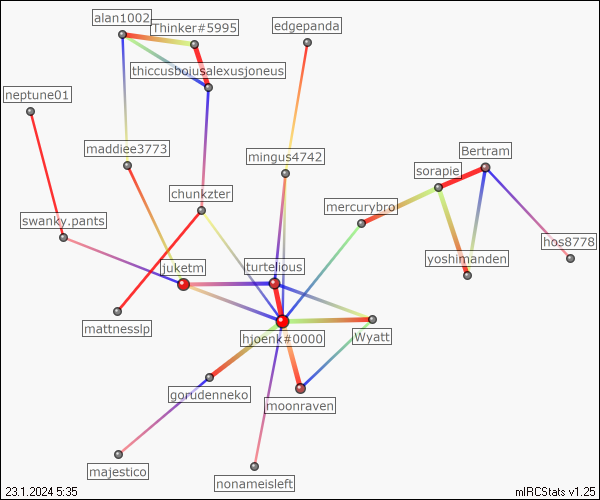 alan1002
Thinker#5995
edgepanda
thiccusboiusalexusjoneus
neptune01
maddiee3773
mingus4742
Bertram
sorapie
chunkzter
mercurybro
swanky.pants
hos8778
yoshimanden
juketm
turtelious
mattnesslp
hjoenk#0000
Wyatt
gorudenneko
moonraven
majestico
nonameisleft
23.1.2024 5:35
mIRCStats v1.25